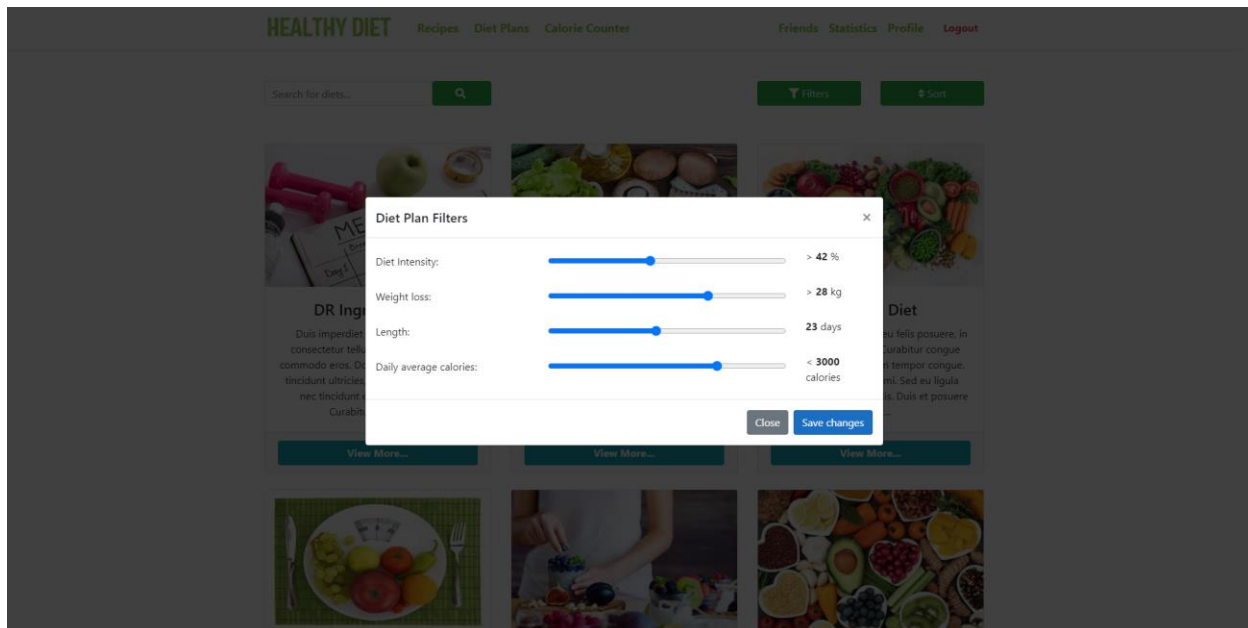 HEALTHY DIET Recipes Diet Plans Calorie Counter Friends Statistics Profile Logout
Search for diets... Filters Sort
Diet Plan Filters ×
Diet Intensity: > 42 %
Weight loss: > 28 kg
Length: 23 days
Daily average calories: < 3000
calories
Close Save changes
DR Ingr
Duis imperdiet
consectetur tellu
commodo eros. Do
tincidunt ultricies,
nec tincidunt
Curabitu
View More...
View More...
Diet
eu felis posuere, in
Curabitur congue
tempor congue.
mi. Sed eu ligula
is. Duis et posuere
...
View More...